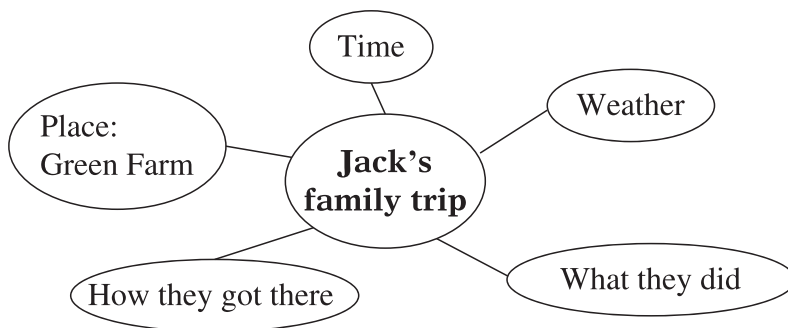 Time
Weather
Place:
Green Farm
Jack’s
family trip
How they got there
What they did